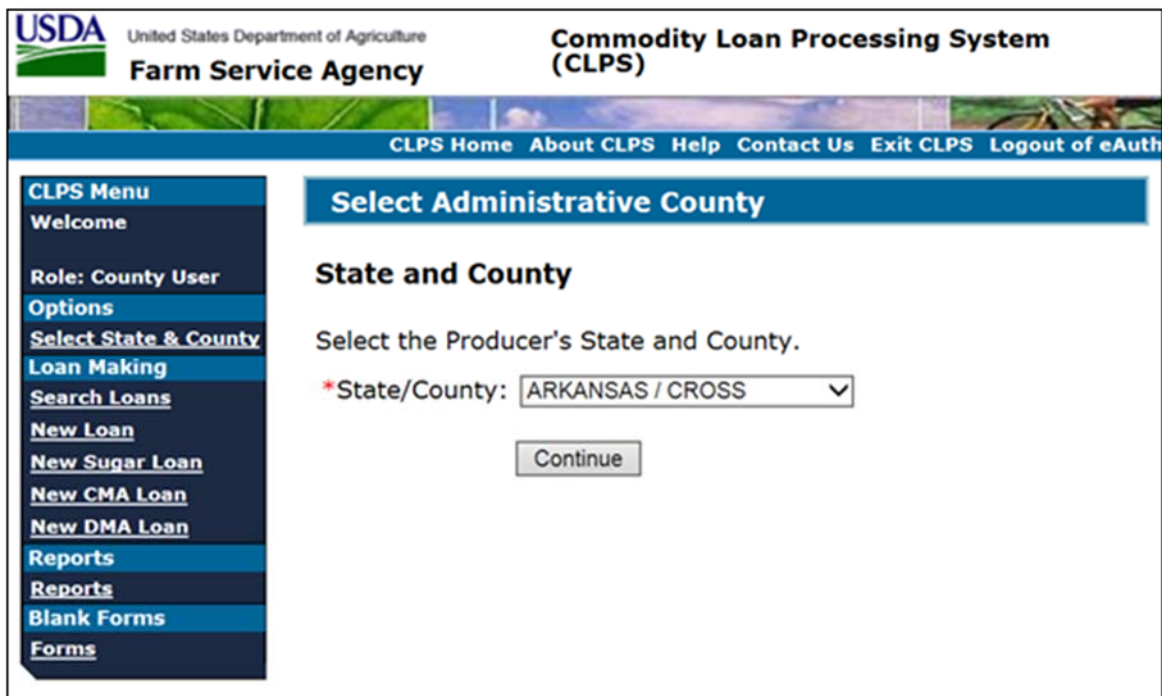 USDA
United States Department of Agriculture
Farm Service Agency
Commodity Loan Processing System
(CLPS)
CLPS Home About CLPS Help Contact Us Exit CLPS Logout of eAuth
CLPS Menu
Welcome
Role: County User
Options
Select State & County
Loan Making
Search Loans
New Loan
New Sugar Loan
New CMA Loan
New DMA Loan
Reports
Reports
Blank Forms
Forms
Select Administrative County
State and County
Select the Producer's State and County.
*State/County: ARKANSAS / CROSS
Continue